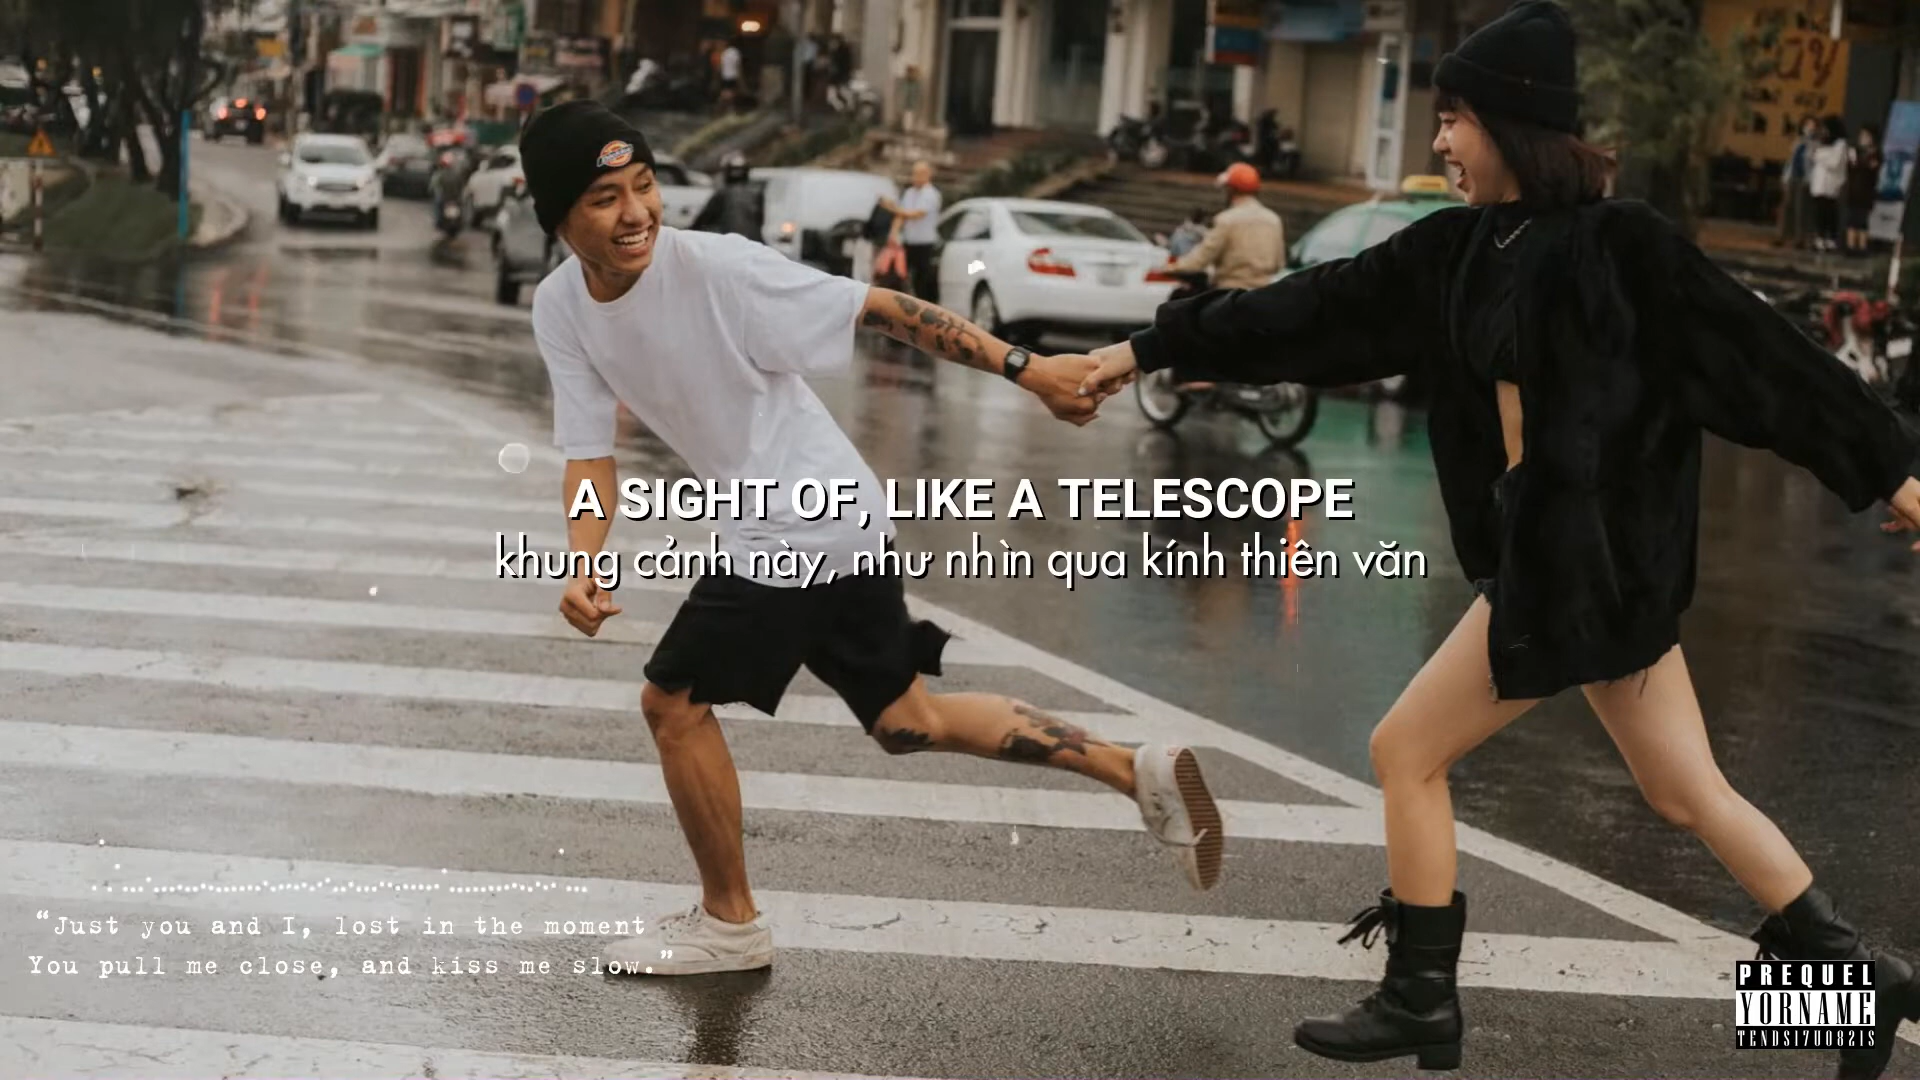 A SIGHT OF, LIKE A TELESCOPE
khung cảnh này, như nhìn qua kính thiên văn
“Just you and I, lost in the moment
You pull me close, and kiss me slow.”
PREQUEL
YORNAME